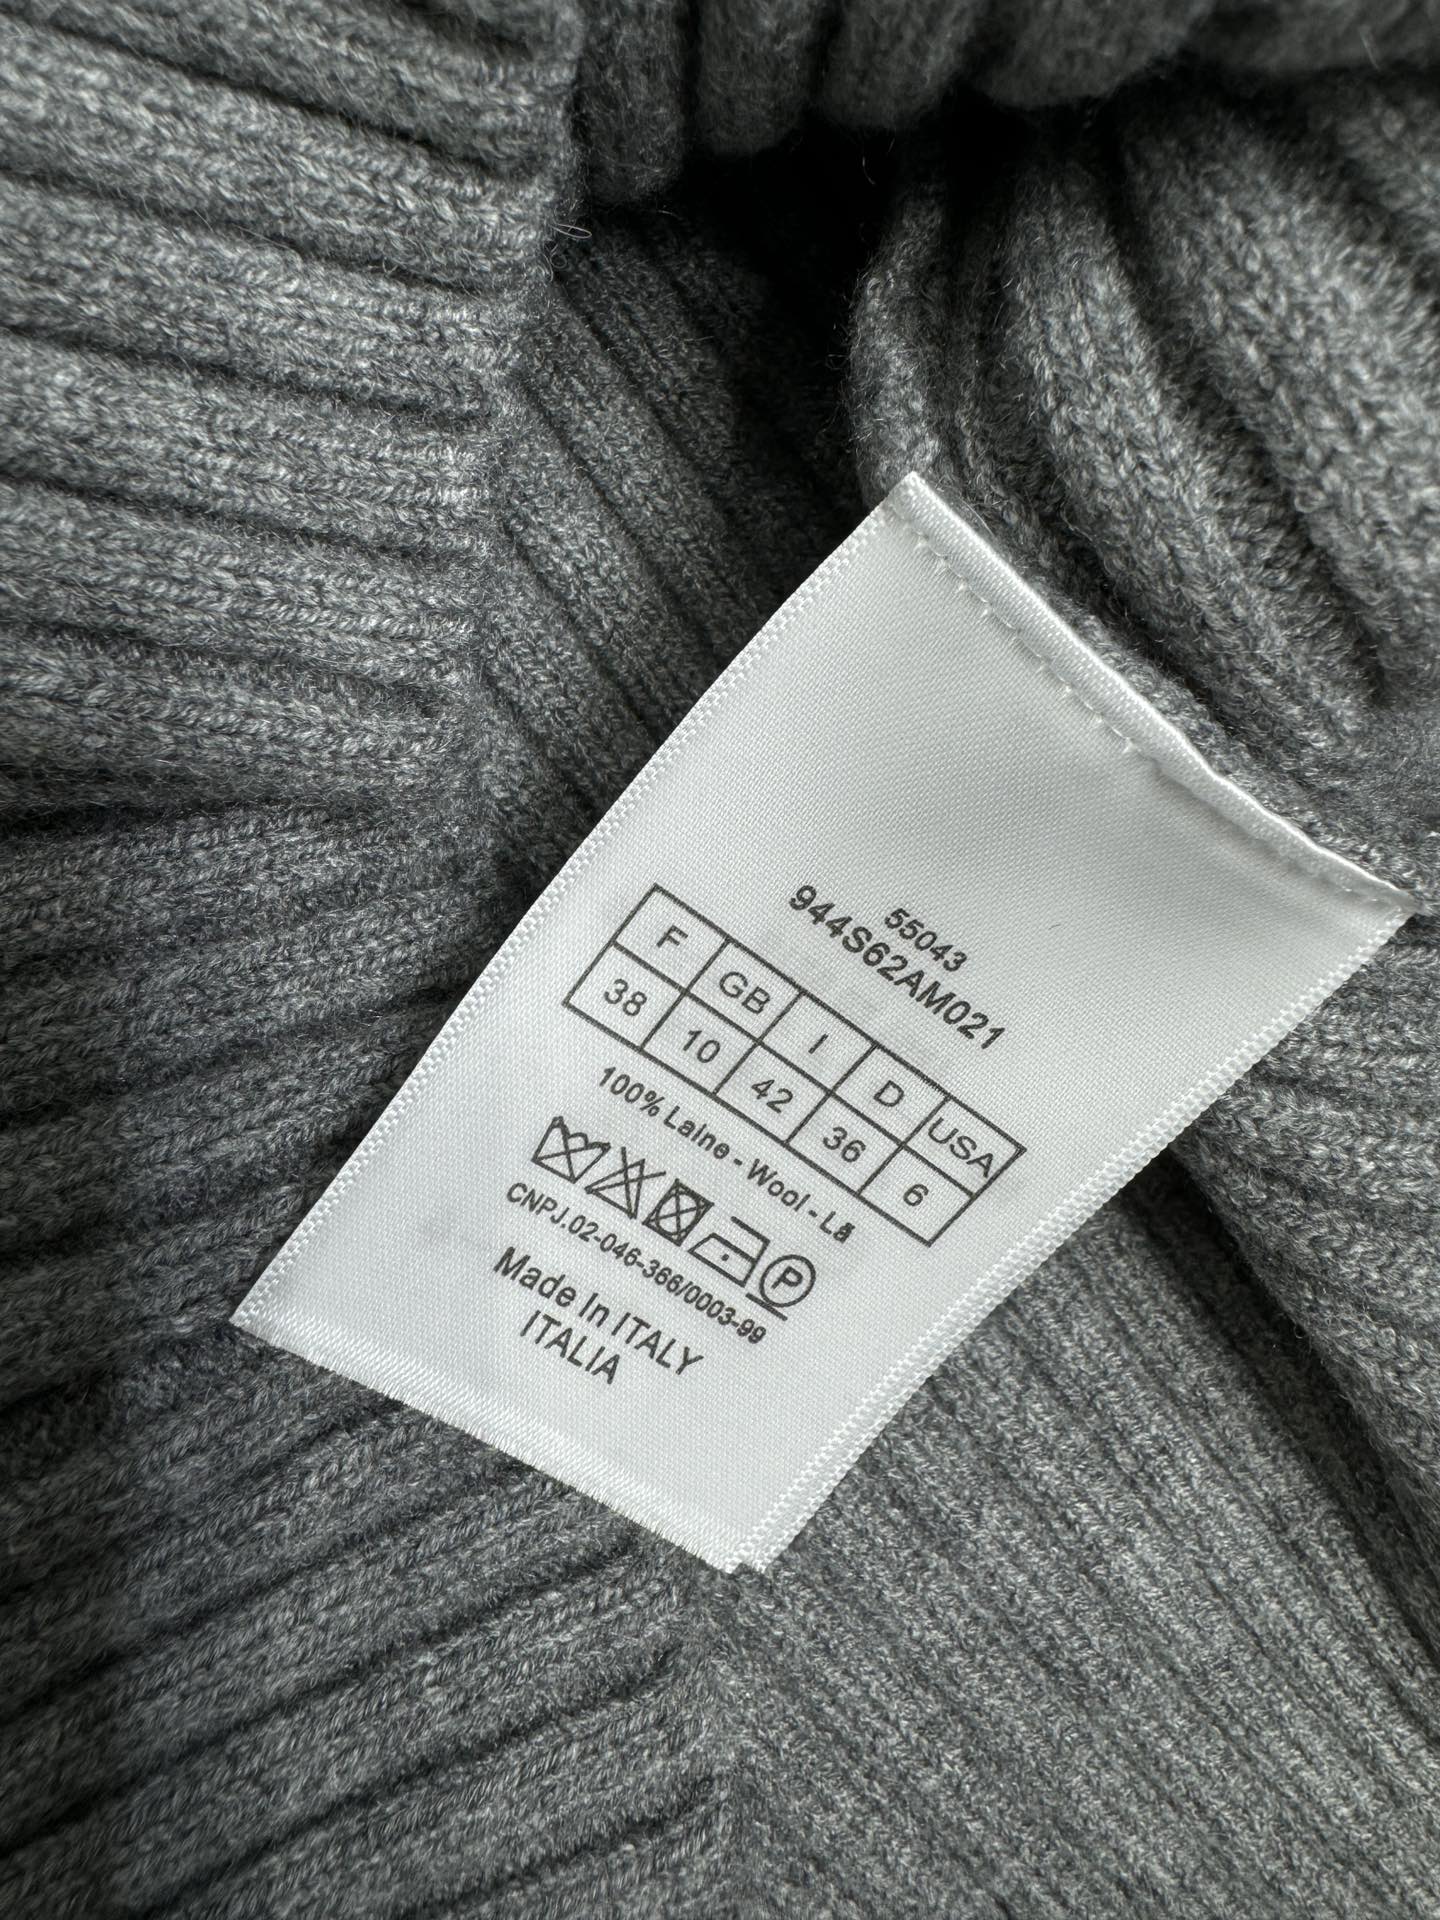 55043
944S62AM021
F GB I D USA
38 10 42 36 6
100% Laine - Wool - Lã
P
CNPJ.02-046-366/0003-99
Made In ITALY
ITALIA